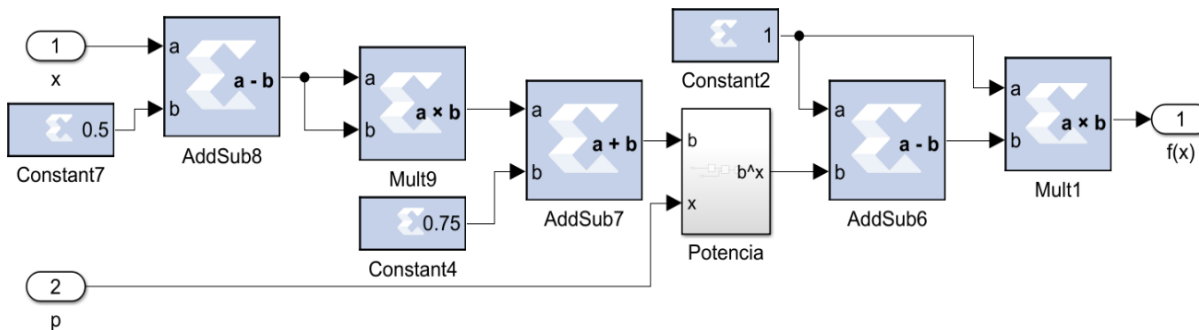 1
x
0.5
Constant7
a
b
a - b
AddSub8
a
b
a × b
Mult9
0.75
Constant4
a
b
a + b
AddSub7
b
x
b^x
Potencia
1
Constant2
a
b
a - b
AddSub6
a
b
a × b
Mult1
1
f(x)
2
p